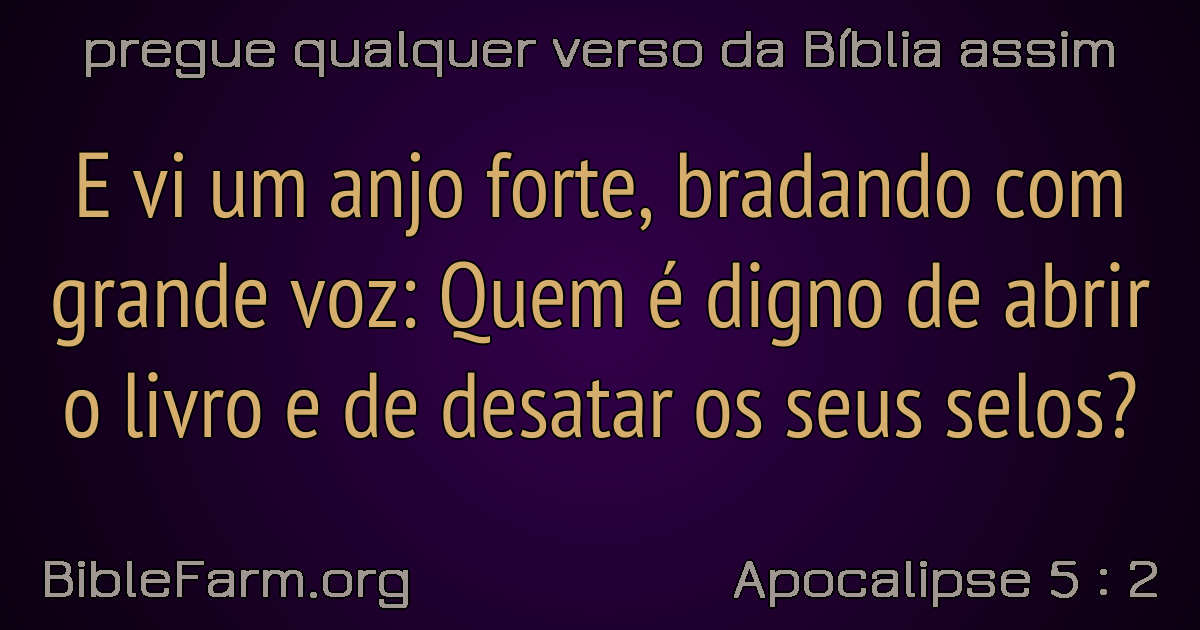 pregue qualquer verso da Bíblia assim
E vi um anjo forte, bradando com
grande voz: Quem é digno de abrir
o livro e de desatar os seus selos?
BibleFarm.org
Apocalipse 5 : 2